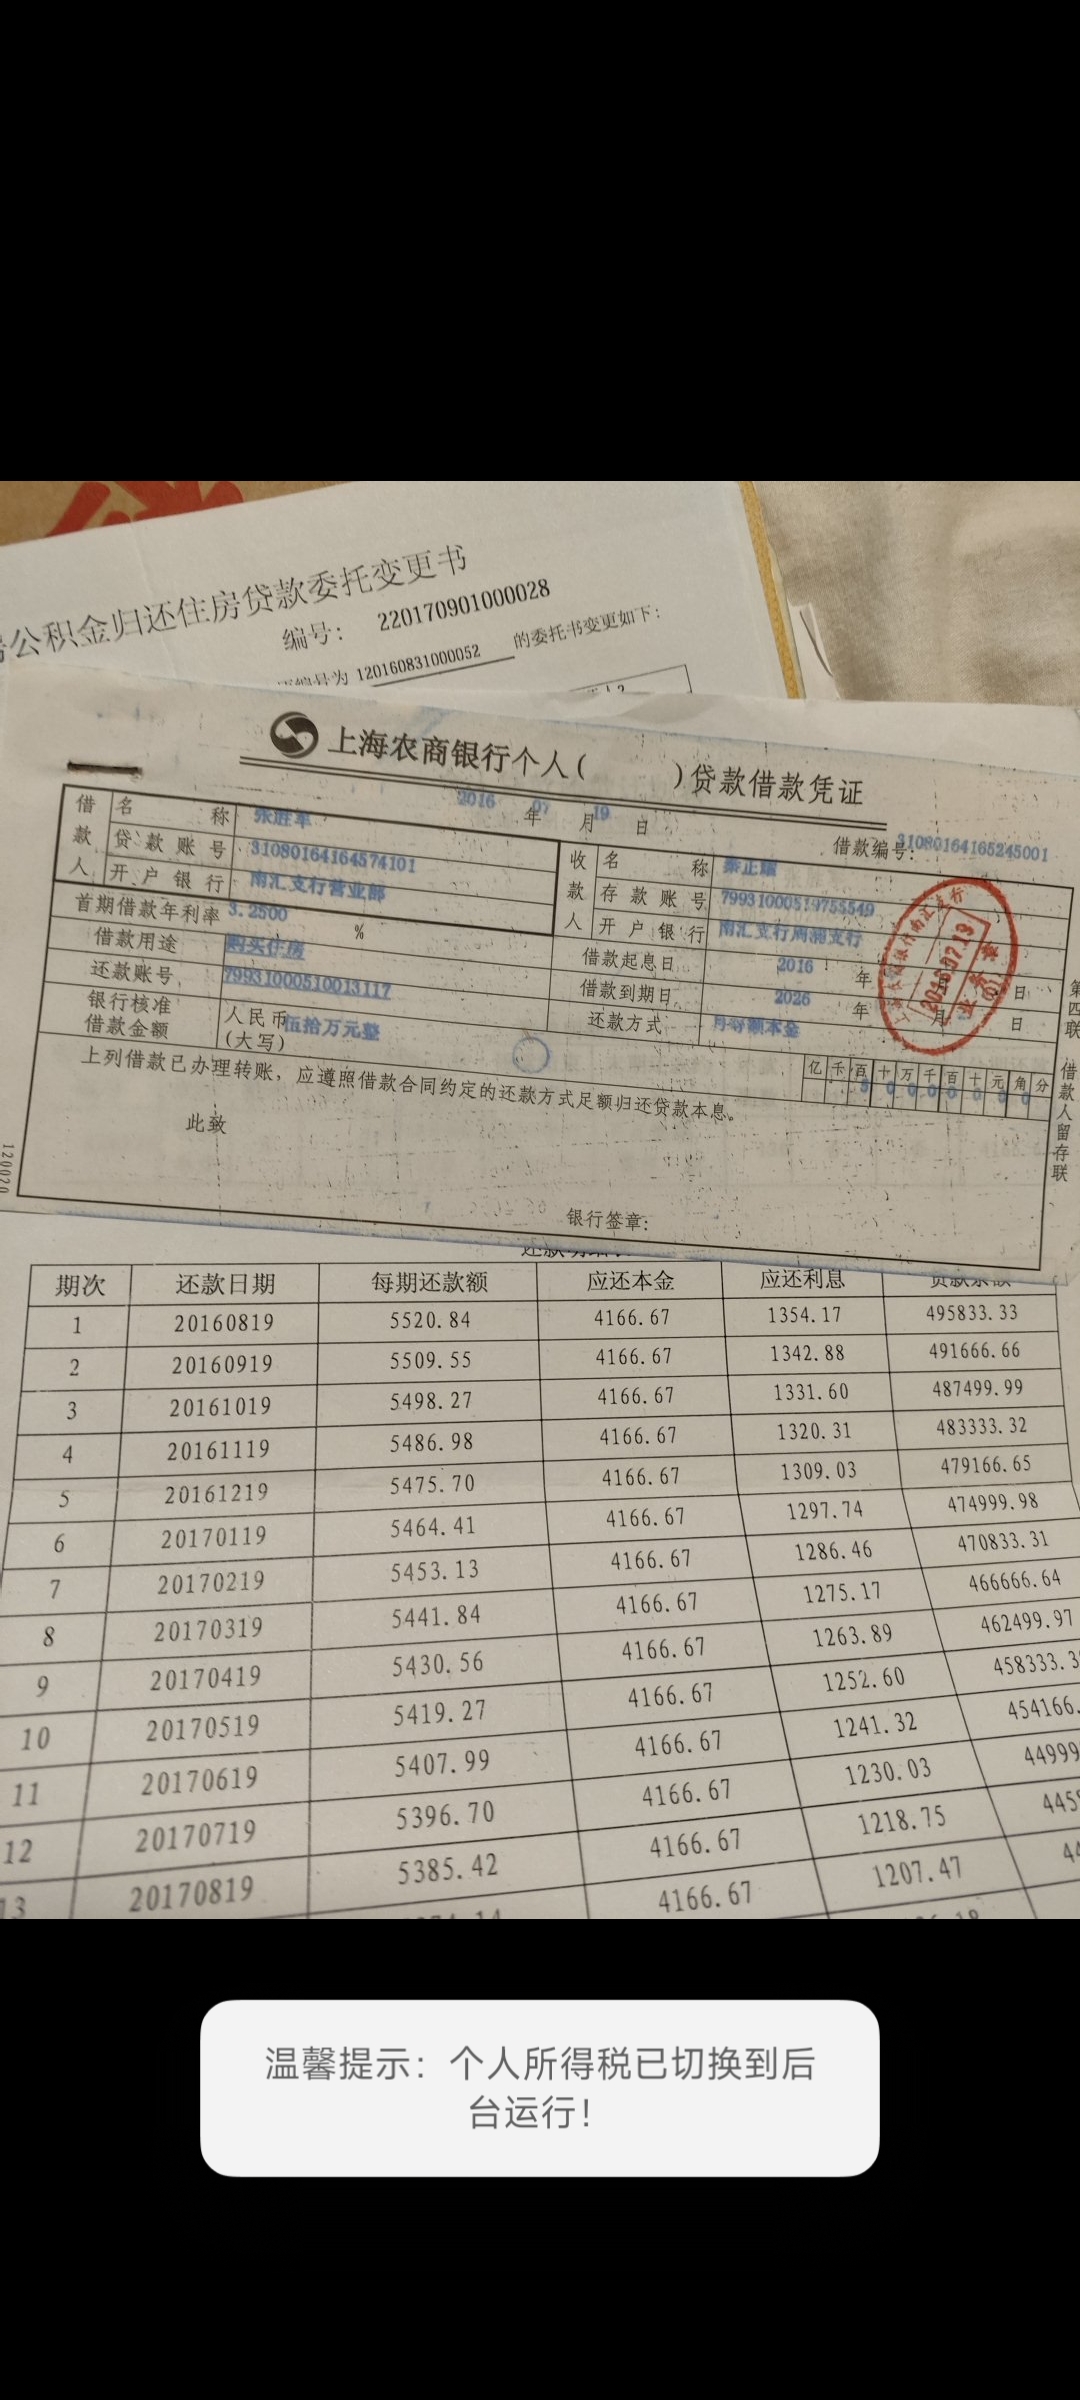 公积金归还住房贷款委托变更书
编号: 220170901000028
编号为 120160831000052 的委托书变更如下:
上海农商银行个人( )贷款借款凭证
2016 年 07 月 19 日
借款编号: 31080164165245001
借款人 名称 张胜军 收款人 名称 秦正耀
贷款账号 31080164164574101 存款账号 79931000519755549
开户银行 南汇支行营业部 开户银行 南汇支行周浦支行
首期借款年利率 3.2500 % 借款起息日 2016 年 月 日
借款用途 购买住房 借款到期日 2026 年 月 日
还款账号 79931000510013117 还款方式 月等额本金
银行核准借款金额 人民币(大写) 伍拾万元整
亿 千 百 十 万 千 百 十 元 角 分
上列借款已办理转账，应遵照借款合同约定的还款方式足额归还贷款本息。
此致
银行签章:
第四联 借款人留存联
120020
2016.07.19
业务章
期次 还款日期 每期还款额 应还本金 应还利息 贷款余额
1 20160819 5520.84 4166.67 1354.17 495833.33
2 20160919 5509.55 4166.67 1342.88 491666.66
3 20161019 5498.27 4166.67 1331.60 487499.99
4 20161119 5486.98 4166.67 1320.31 483333.32
5 20161219 5475.70 4166.67 1309.03 479166.65
6 20170119 5464.41 4166.67 1297.74 474999.98
7 20170219 5453.13 4166.67 1286.46 470833.31
8 20170319 5441.84 4166.67 1275.17 466666.64
9 20170419 5430.56 4166.67 1263.89 462499.97
10 20170519 5419.27 4166.67 1252.60 458333.3
11 20170619 5407.99 4166.67 1241.32 454166.
12 20170719 5396.70 4166.67 1230.03 44999
13 20170819 5385.42 4166.67 1218.75 445
4166.67 1207.47 44
温馨提示：个人所得税已切换到后
台运行！